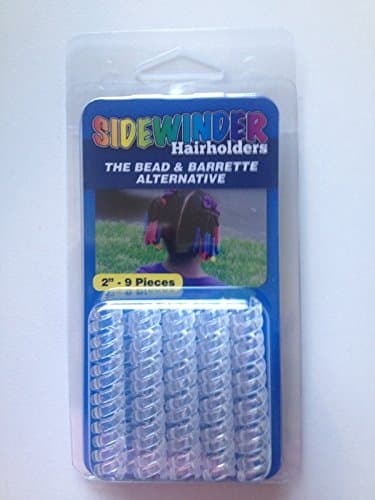 SIDEWINDER
Hairholders
THE BEAD & BARRETTE
ALTERNATIVE
2" - 9 Pieces